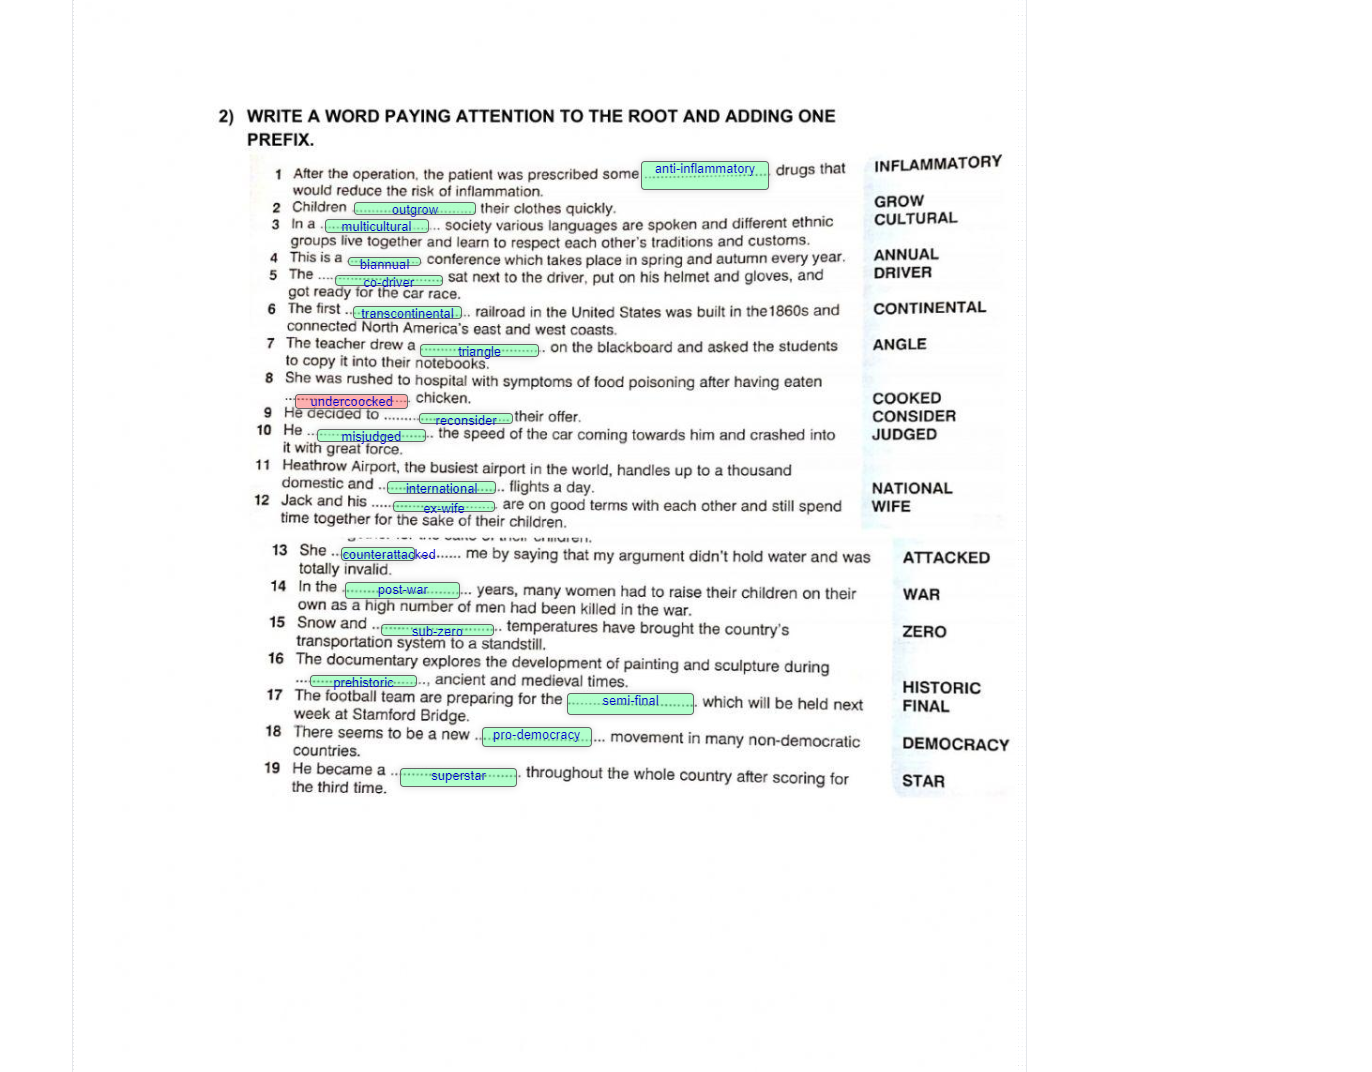 2) WRITE A WORD PAYING ATTENTION TO THE ROOT AND ADDING ONE
PREFIX.
1 After the operation, the patient was prescribed some anti-inflammatory drugs that INFLAMMATORY
would reduce the risk of inflammation.
2 Children outgrow their clothes quickly. GROW
3 In a multicultural society various languages are spoken and different ethnic CULTURAL
groups live together and learn to respect each other's traditions and customs.
4 This is a biannual conference which takes place in spring and autumn every year. ANNUAL
5 The co-driver sat next to the driver, put on his helmet and gloves, and DRIVER
got ready for the car race.
6 The first transcontinental railroad in the United States was built in the1860s and CONTINENTAL
connected North America's east and west coasts.
7 The teacher drew a triangle on the blackboard and asked the students ANGLE
to copy it into their notebooks.
8 She was rushed to hospital with symptoms of food poisoning after having eaten
undercoocked chicken. COOKED
9 He decided to reconsider their offer. CONSIDER
10 He misjudged the speed of the car coming towards him and crashed into JUDGED
it with great force.
11 Heathrow Airport, the busiest airport in the world, handles up to a thousand
domestic and international flights a day. NATIONAL
12 Jack and his ex-wife are on good terms with each other and still spend WIFE
time together for the sake of their children.
13 She counterattacked me by saying that my argument didn't hold water and was ATTACKED
totally invalid.
14 In the post-war years, many women had to raise their children on their WAR
own as a high number of men had been killed in the war.
15 Snow and sub-zero temperatures have brought the country's ZERO
transportation system to a standstill.
16 The documentary explores the development of painting and sculpture during
prehistoric, ancient and medieval times. HISTORIC
17 The football team are preparing for the semi-final which will be held next FINAL
week at Stamford Bridge.
18 There seems to be a new pro-democracy movement in many non-democratic DEMOCRACY
countries.
19 He became a superstar throughout the whole country after scoring for STAR
the third time.